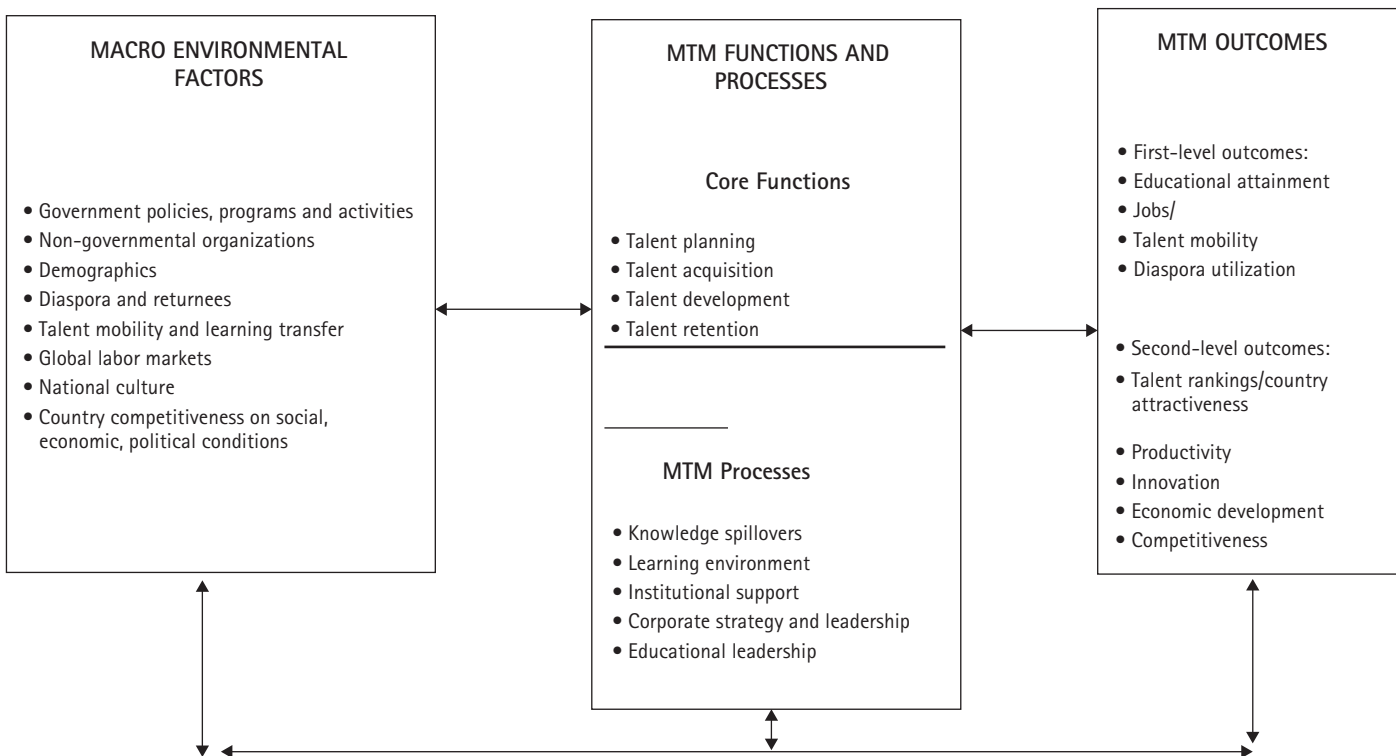 MACRO ENVIRONMENTAL
FACTORS
• Government policies, programs and activities
• Non-governmental organizations
• Demographics
• Diaspora and returnees
• Talent mobility and learning transfer
• Global labor markets
• National culture
• Country competitiveness on social,
economic, political conditions
MTM FUNCTIONS AND
PROCESSES
Core Functions
• Talent planning
• Talent acquisition
• Talent development
• Talent retention
MTM Processes
• Knowledge spillovers
• Learning environment
• Institutional support
• Corporate strategy and leadership
• Educational leadership
MTM OUTCOMES
• First-level outcomes:
• Educational attainment
• Jobs/
• Talent mobility
• Diaspora utilization
• Second-level outcomes:
• Talent rankings/country
attractiveness
• Productivity
• Innovation
• Economic development
• Competitiveness